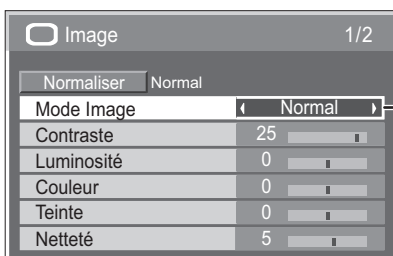 Image 1/2
Normaliser Normal
Mode Image Normal
Contraste 25
Luminosité 0
Couleur 0
Teinte 0
Netteté 5